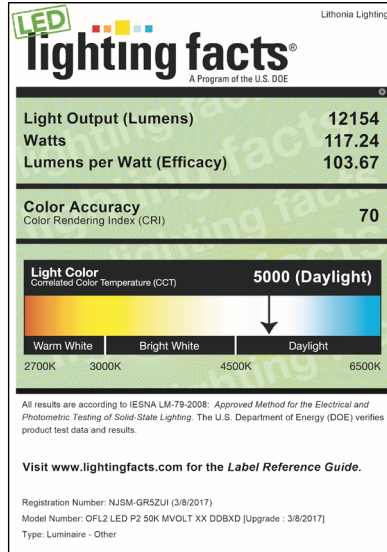 LED
Lithonia Lighting
lighting facts®
A Program of the U.S. DOE
Light Output (Lumens) 12154
Watts 117.24
Lumens per Watt (Efficacy) 103.67
Color Accuracy
Color Rendering Index (CRI) 70
Light Color
Correlated Color Temperature (CCT) 5000 (Daylight)
Warm White Bright White Daylight
2700K 3000K 4500K 6500K
All results are according to IESNA LM-79-2008: Approved Method for the Electrical and
Photometric Testing of Solid-State Lighting. The U.S. Department of Energy (DOE) verifies
product test data and results.
Visit www.lightingfacts.com for the Label Reference Guide.
Registration Number: NJSM-GR5ZUI (3/8/2017)
Model Number: OFL2 LED P2 50K MVOLT XX DDBXD [Upgrade : 3/8/2017]
Type: Luminaire - Other